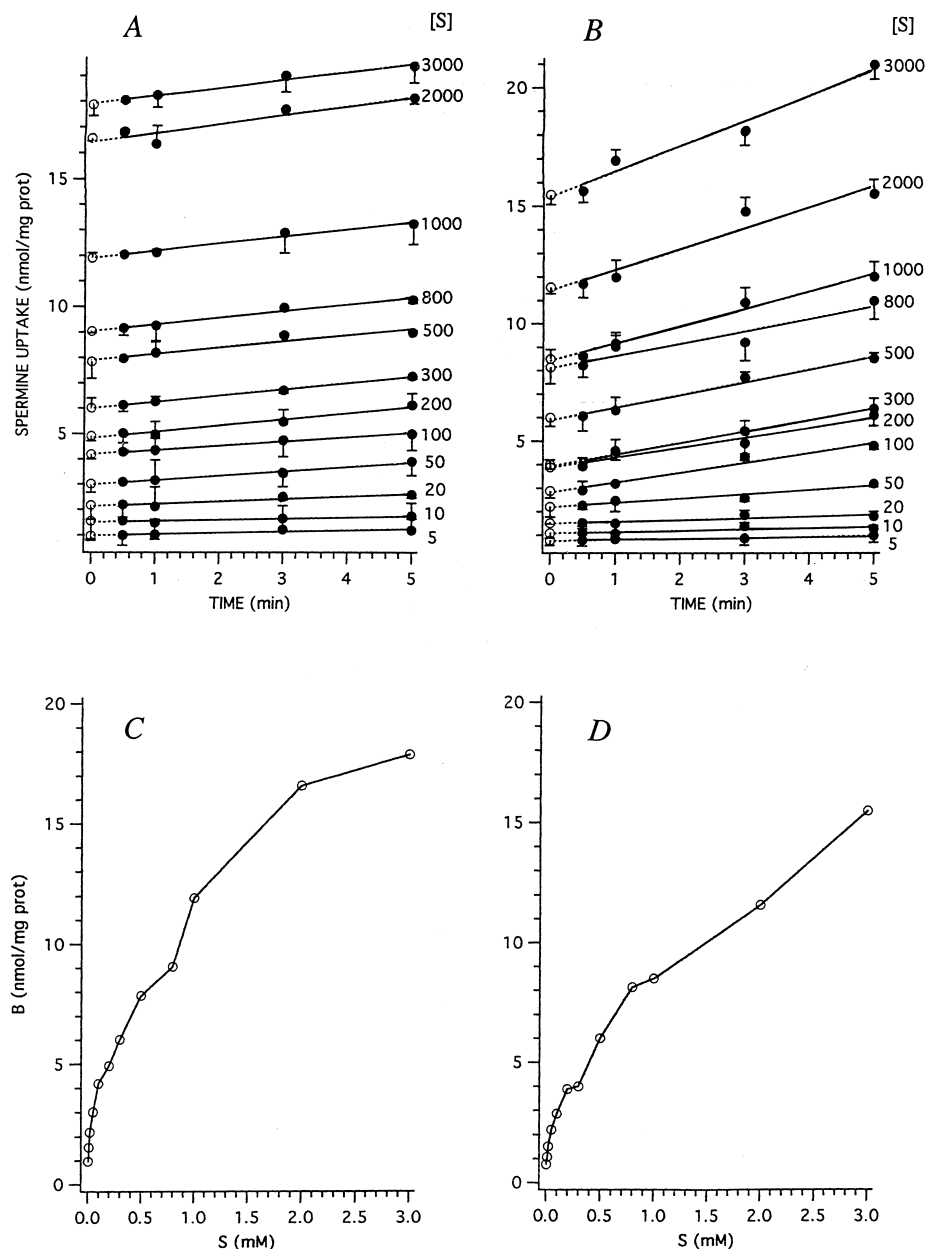 A
[S]
B
[S]
SPERMINE UPTAKE (nmol/mg prot)
15
10
5
3000
2000
1000
800
500
300
200
100
50
20
10
5
0 1 2 3 4 5
TIME (min)
20
15
10
5
3000
2000
1000
800
500
300
200
100
50
20
10
5
0 1 2 3 4 5
TIME (min)
C
B (nmol/mg prot)
20
15
10
5
0
0.0 0.5 1.0 1.5 2.0 2.5 3.0
S (mM)
D
20
15
10
5
0
0.0 0.5 1.0 1.5 2.0 2.5 3.0
S (mM)